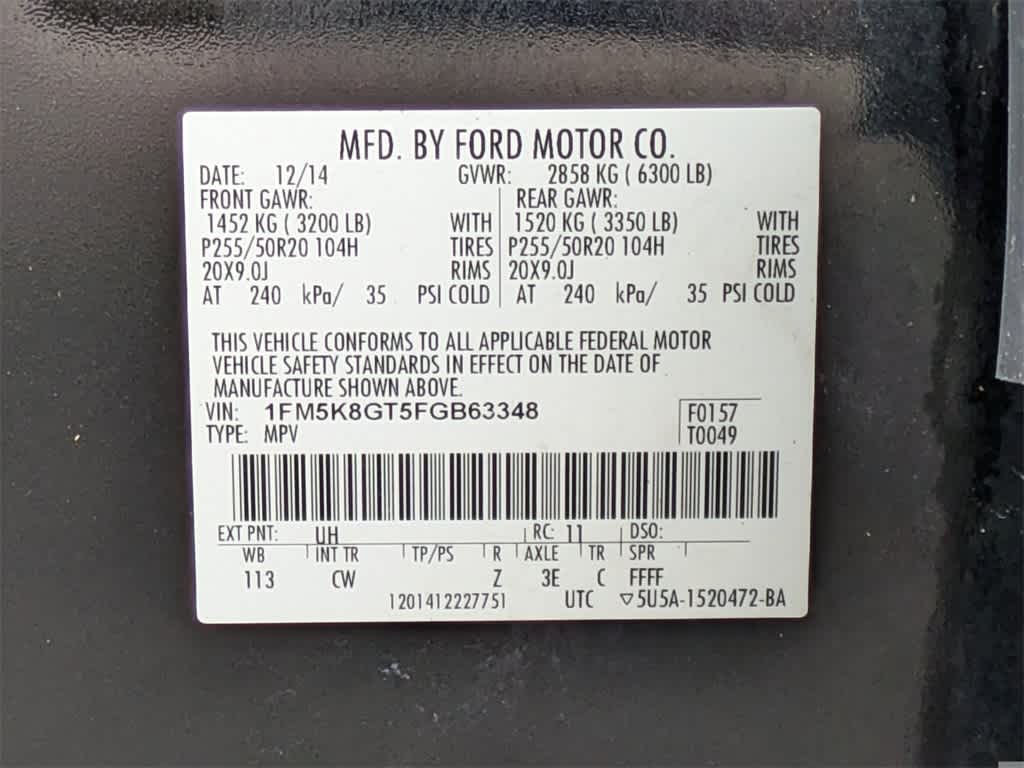 MFD. BY FORD MOTOR CO.
DATE: 12/14 GVWR: 2858 KG ( 6300 LB)
FRONT GAWR: REAR GAWR:
1452 KG ( 3200 LB) WITH 1520 KG ( 3350 LB) WITH
P255/50R20 104H TIRES P255/50R20 104H TIRES
20X9.0J RIMS 20X9.0J RIMS
AT 240 kPa/ 35 PSI COLD AT 240 kPa/ 35 PSI COLD
THIS VEHICLE CONFORMS TO ALL APPLICABLE FEDERAL MOTOR
VEHICLE SAFETY STANDARDS IN EFFECT ON THE DATE OF
MANUFACTURE SHOWN ABOVE.
VIN: 1FM5K8GT5FGB63348 F0157
TYPE: MPV T0049
EXT PNT: UH RC: 11 DSO:
WB INT TR TP/PS R AXLE TR SPR
113 CW Z 3E C FFFF
1201412227751 UTC ▽5U5A-1520472-BA